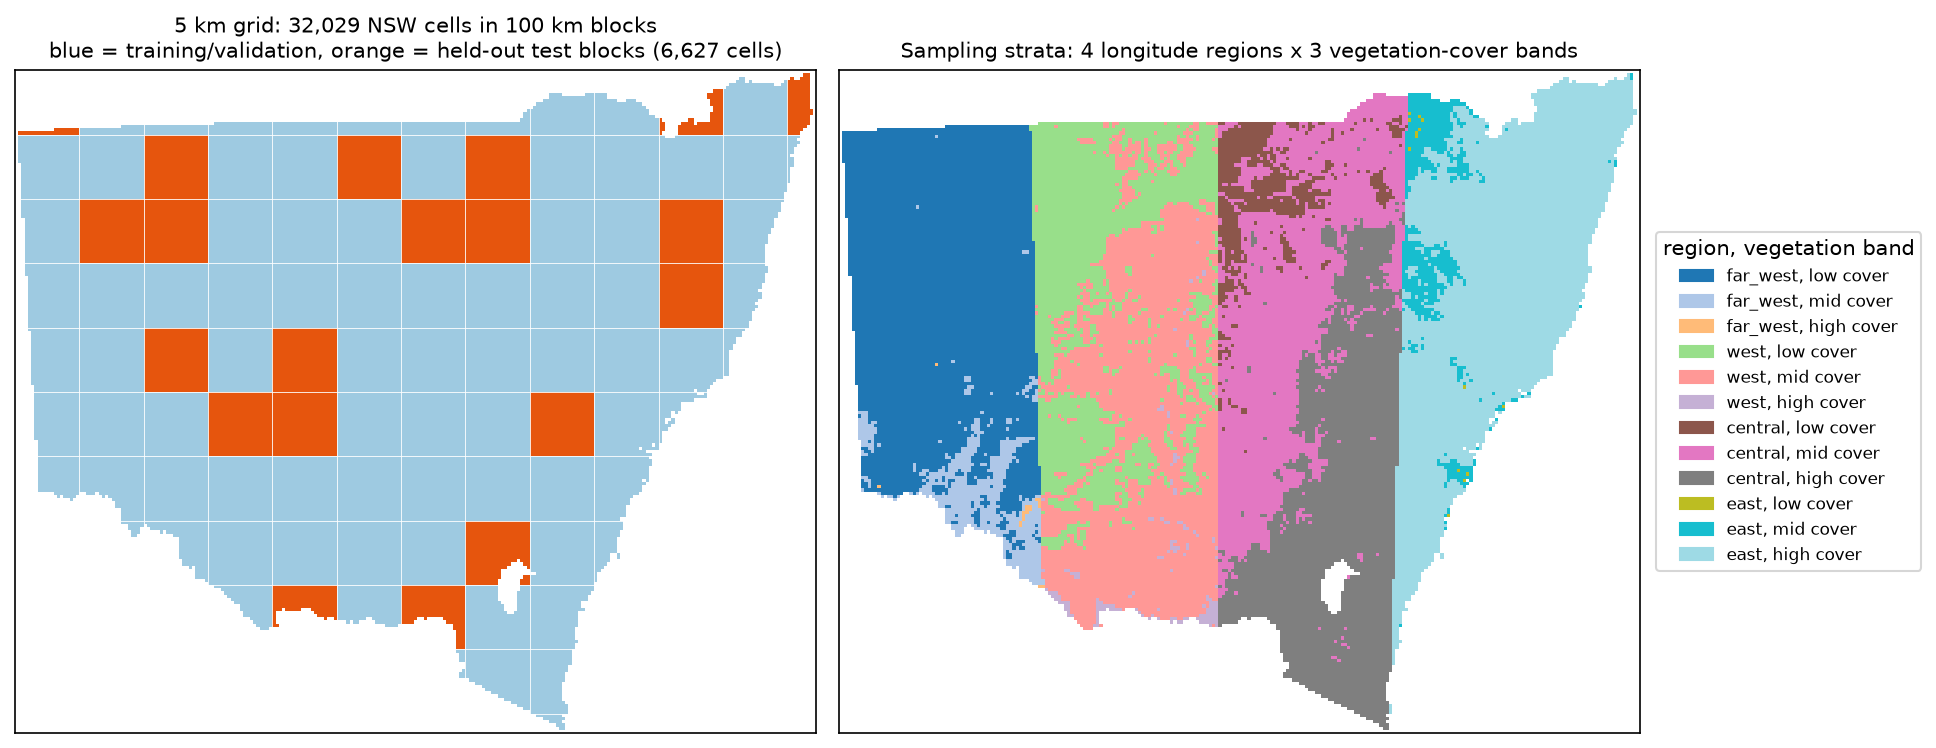 5 km grid: 32,029 NSW cells in 100 km blocks
blue = training/validation, orange = held-out test blocks (6,627 cells)
Sampling strata: 4 longitude regions x 3 vegetation-cover bands
region, vegetation band
far_west, low cover
far_west, mid cover
far_west, high cover
west, low cover
west, mid cover
west, high cover
central, low cover
central, mid cover
central, high cover
east, low cover
east, mid cover
east, high cover